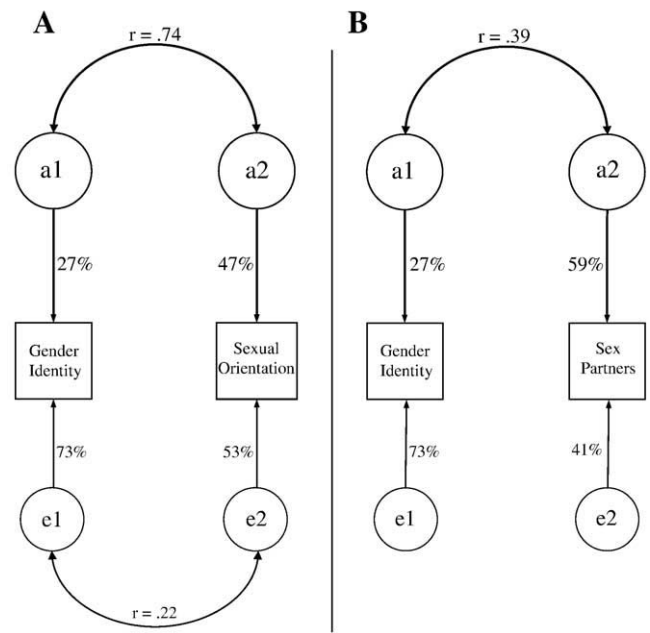 A
r = .74
a1
a2
27%
47%
Gender
Identity
Sexual
Orientation
73%
53%
e1
e2
r = .22
B
r = .39
a1
a2
27%
59%
Gender
Identity
Sex
Partners
73%
41%
e1
e2